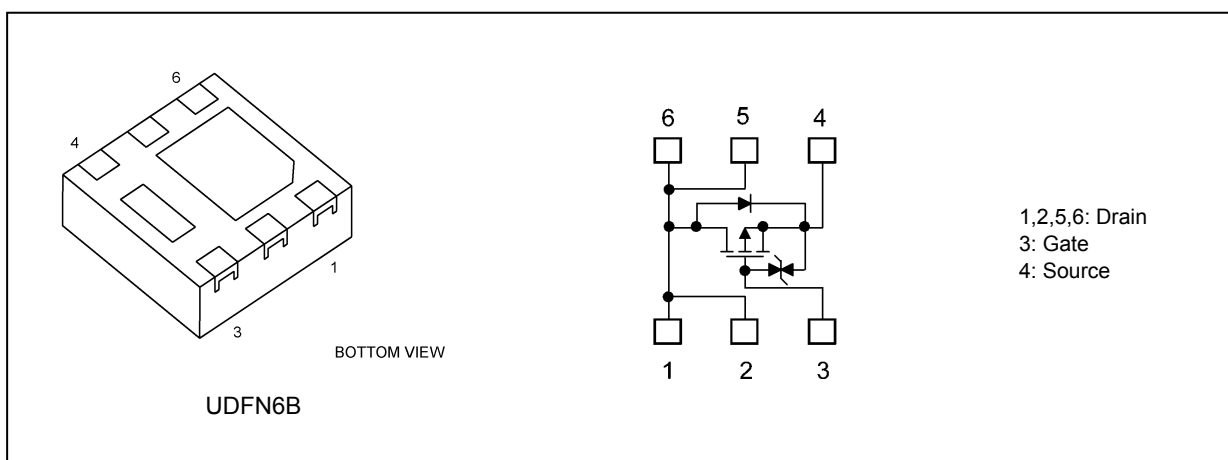 6
4
1
3
BOTTOM VIEW
UDFN6B
6 5 4
1 2 3
1,2,5,6: Drain
3: Gate
4: Source